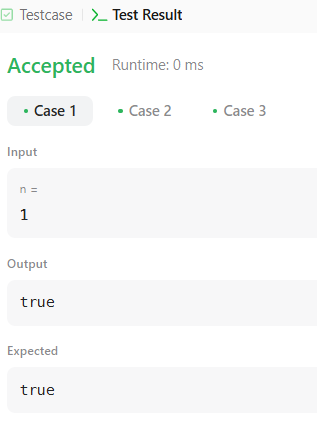 Testcase Test Result
Accepted Runtime: 0 ms
Case 1 Case 2 Case 3
Input
n =
1
Output
true
Expected
true